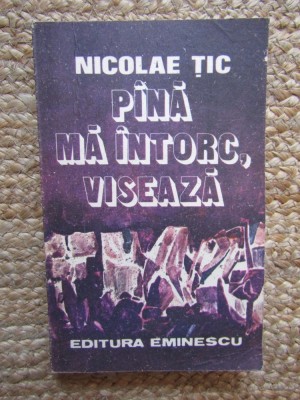 NICOLAE ȚIC
PÎNĂ
MĂ ÎNTORC,
VISEAZĂ
EDITURA EMINESCU